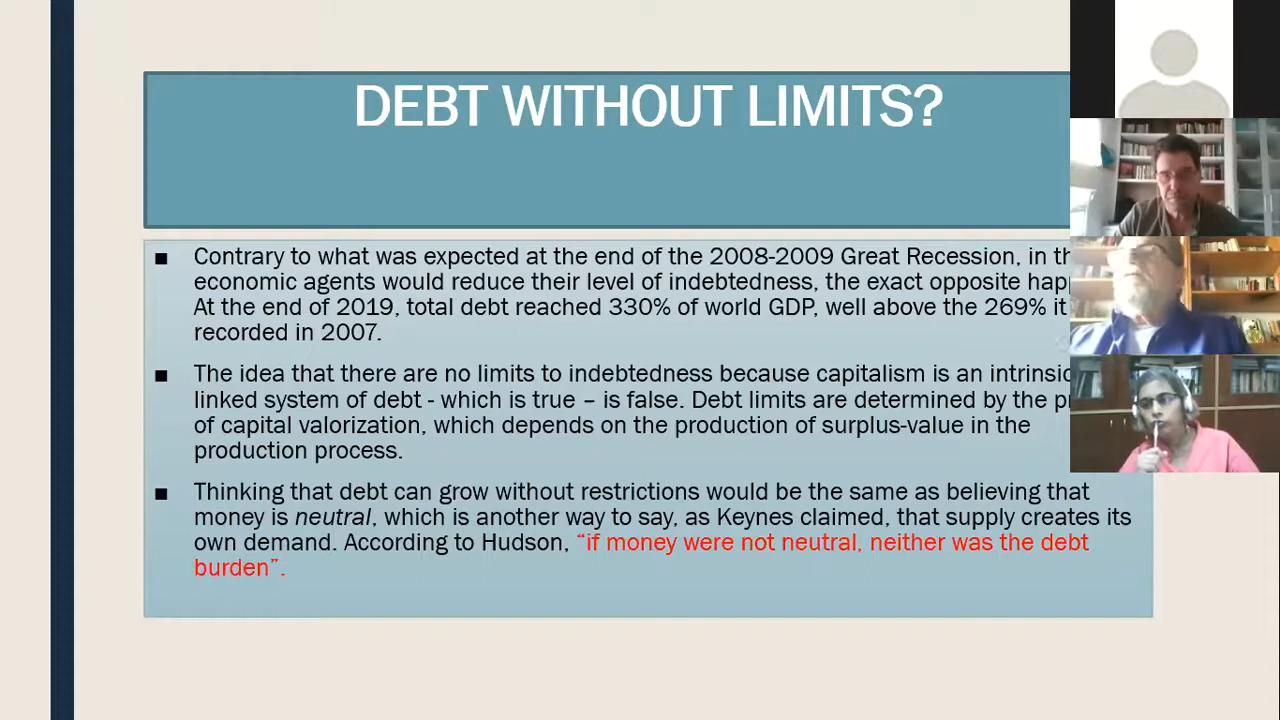 DEBT WITHOUT LIMITS?
■ Contrary to what was expected at the end of the 2008-2009 Great Recession, in
economic agents would reduce their level of indebtedness, the exact opposite
At the end of 2019, total debt reached 330% of world GDP, well above the 269% it
recorded in 2007.
■ The idea that there are no limits to indebtedness because capitalism is an
linked system of debt - which is true – is false. Debt limits are determined by the
of capital valorization, which depends on the production of surplus-value in the
production process.
■ Thinking that debt can grow without restrictions would be the same as believing that
money is neutral, which is another way to say, as Keynes claimed, that supply creates its
own demand. According to Hudson, “if money were not neutral, neither was the debt
burden”.